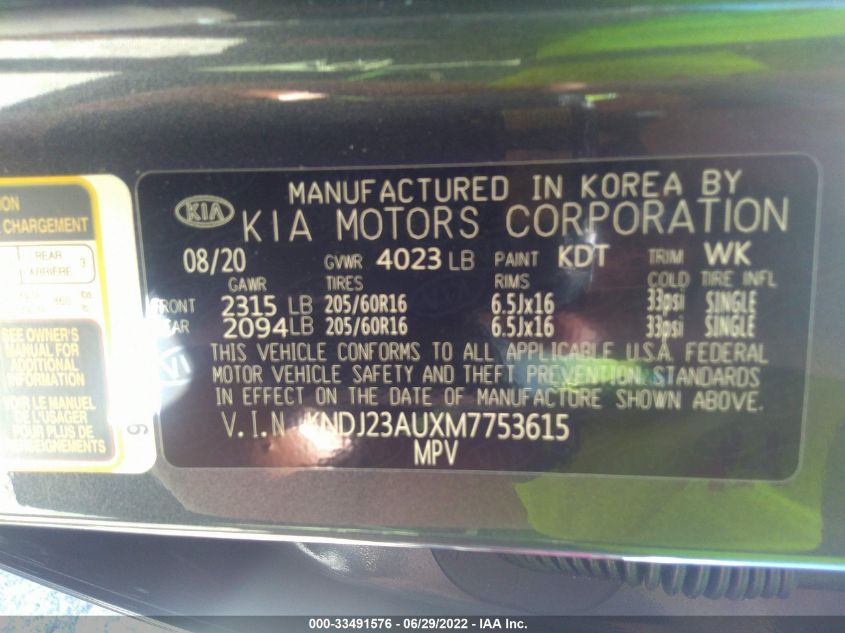 MANUFACTURED IN KOREA BY
KIA KIA MOTORS CORPORATION
08/20 GVWR 4023 LB PAINT KDT TRIM WK
GAWR TIRES RIMS COLD TIRE INFL
FRONT 2315 LB 205/60R16 6.5Jx16 33psi SINGLE
2094 LB 205/60R16 6.5Jx16 33psi SINGLE
THIS VEHICLE CONFORMS TO ALL APPLICABLE U.S.A. FEDERAL
MOTOR VEHICLE SAFETY AND THEFT PREVENTION STANDARDS
IN EFFECT ON THE DATE OF MANUFACTURE SHOWN ABOVE.
V.I.N KNDJ23AUXM7753615
MPV
CHARGEMENT
REAR 3
ARRIERE
SEE OWNER'S
MANUAL FOR
ADDITIONAL
INFORMATION
VOIR LE MANUEL
DE L'USAGER
POUR PLUS DE
RENSEIGNEMENTS
000-33491576 - 06/29/2022 - IAA Inc.